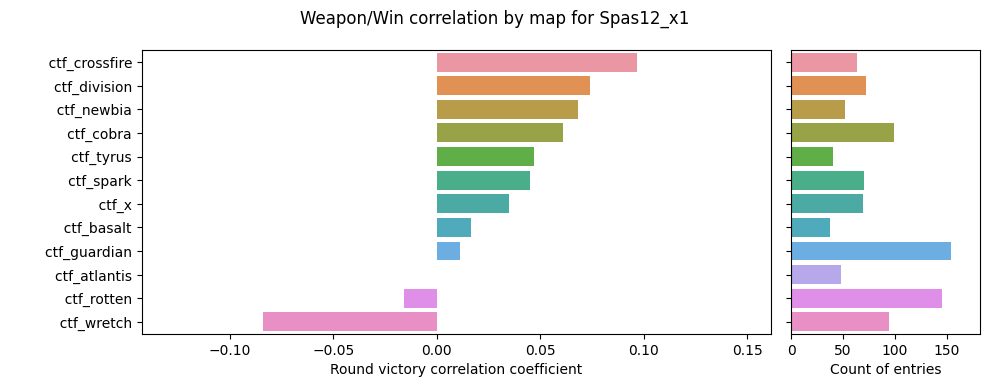 Weapon/Win correlation by map for Spas12_x1
ctf_crossfire
ctf_division
ctf_newbia
ctf_cobra
ctf_tyrus
ctf_spark
ctf_x
ctf_basalt
ctf_guardian
ctf_atlantis
ctf_rotten
ctf_wretch
−0.10 −0.05 0.00 0.05 0.10 0.15
Round victory correlation coefficient
0 50 100 150
Count of entries